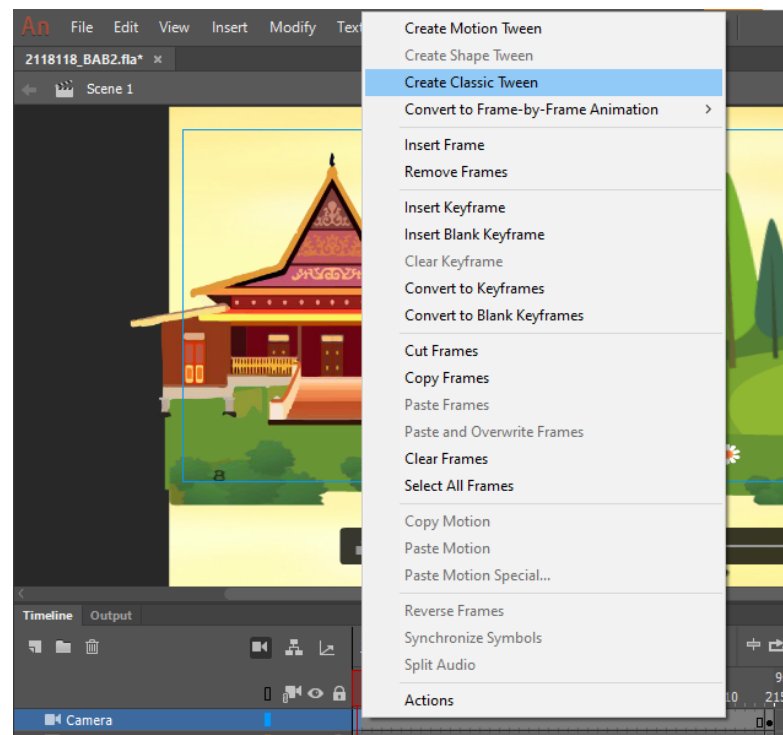 An File Edit View Insert Modify
2118118_BAB2.fla* ×
Scene 1
Create Motion Tween
Create Shape Tween
Create Classic Tween
Convert to Frame-by-Frame Animation >
Insert Frame
Remove Frames
Insert Keyframe
Insert Blank Keyframe
Clear Keyframe
Convert to Keyframes
Convert to Blank Keyframes
Cut Frames
Copy Frames
Paste Frames
Paste and Overwrite Frames
Clear Frames
Select All Frames
Copy Motion
Paste Motion
Paste Motion Special...
Reverse Frames
Synchronize Symbols
Split Audio
Actions
Timeline Output
Camera